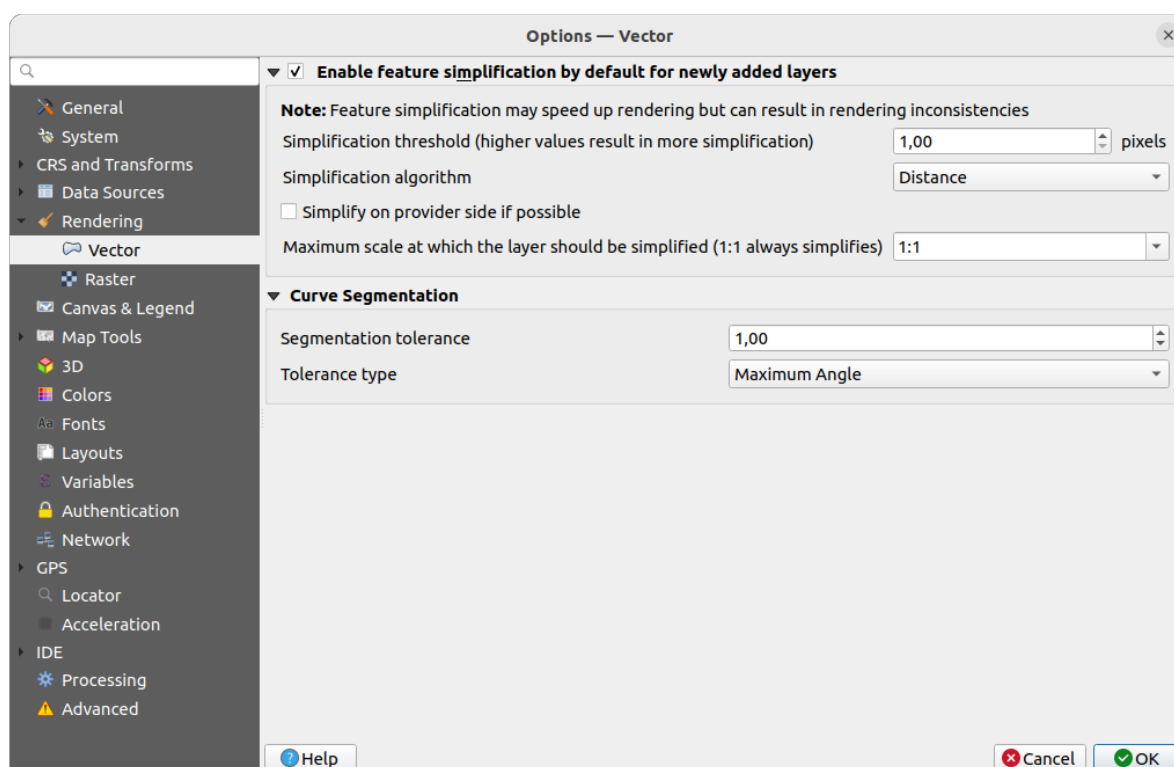 Options — Vector
Enable feature simplification by default for newly added layers
Note: Feature simplification may speed up rendering but can result in rendering inconsistencies
Simplification threshold (higher values result in more simplification) 1,00 pixels
Simplification algorithm Distance
Simplify on provider side if possible
Maximum scale at which the layer should be simplified (1:1 always simplifies) 1:1
Curve Segmentation
Segmentation tolerance 1,00
Tolerance type Maximum Angle
General
System
CRS and Transforms
Data Sources
Rendering
Vector
Raster
Canvas & Legend
Map Tools
3D
Colors
Aa Fonts
Layouts
Variables
Authentication
Network
GPS
Locator
Acceleration
IDE
Processing
Advanced
Help Cancel OK